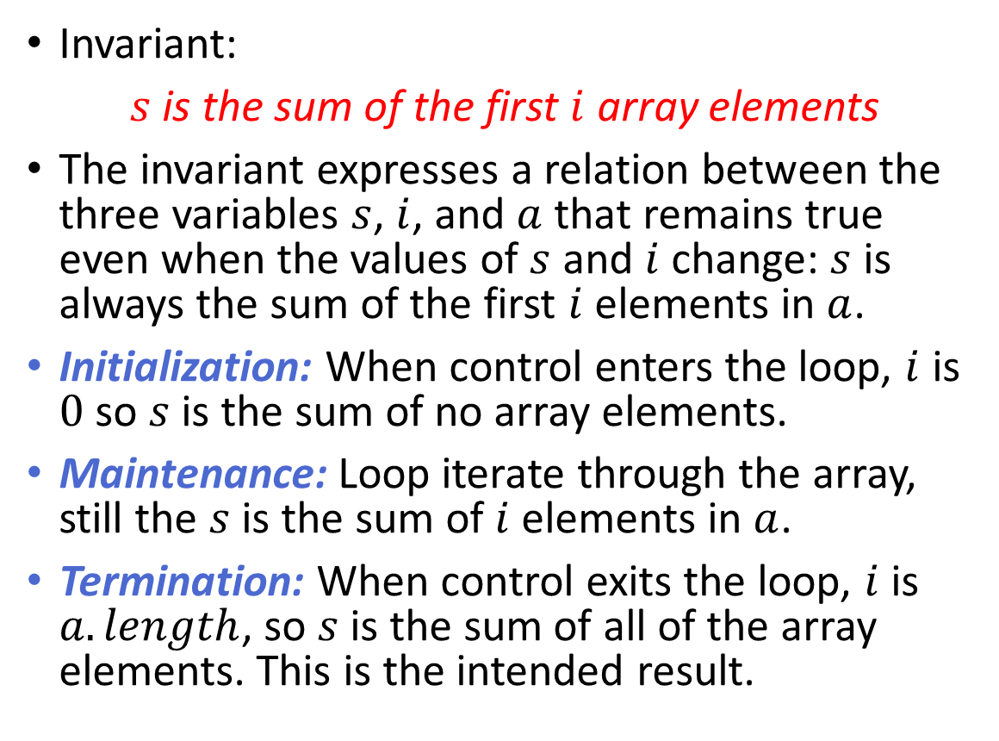 • Invariant:
s is the sum of the first i array elements
• The invariant expresses a relation between the
three variables s, i, and a that remains true
even when the values of s and i change: s is
always the sum of the first i elements in a.
• Initialization: When control enters the loop, i is
0 so s is the sum of no array elements.
• Maintenance: Loop iterate through the array,
still the s is the sum of i elements in a.
• Termination: When control exits the loop, i is
a.length, so s is the sum of all of the array
elements. This is the intended result.